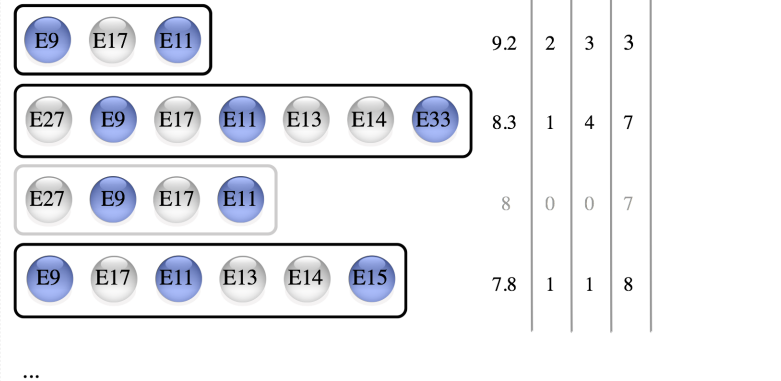 E9 E17 E11 9.2 2 3 3
E27 E9 E17 E11 E13 E14 E33 8.3 1 4 7
E27 E9 E17 E11 8 0 0 7
E9 E17 E11 E13 E14 E15 7.8 1 1 8
...